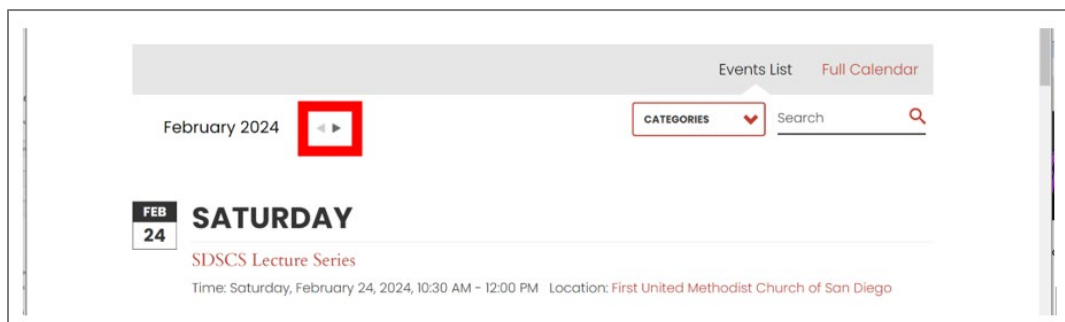 Events List Full Calendar
February 2024 CATEGORIES Search
FEB
24
SATURDAY
SDSCS Lecture Series
Time: Saturday, February 24, 2024, 10:30 AM - 12:00 PM Location: First United Methodist Church of San Diego